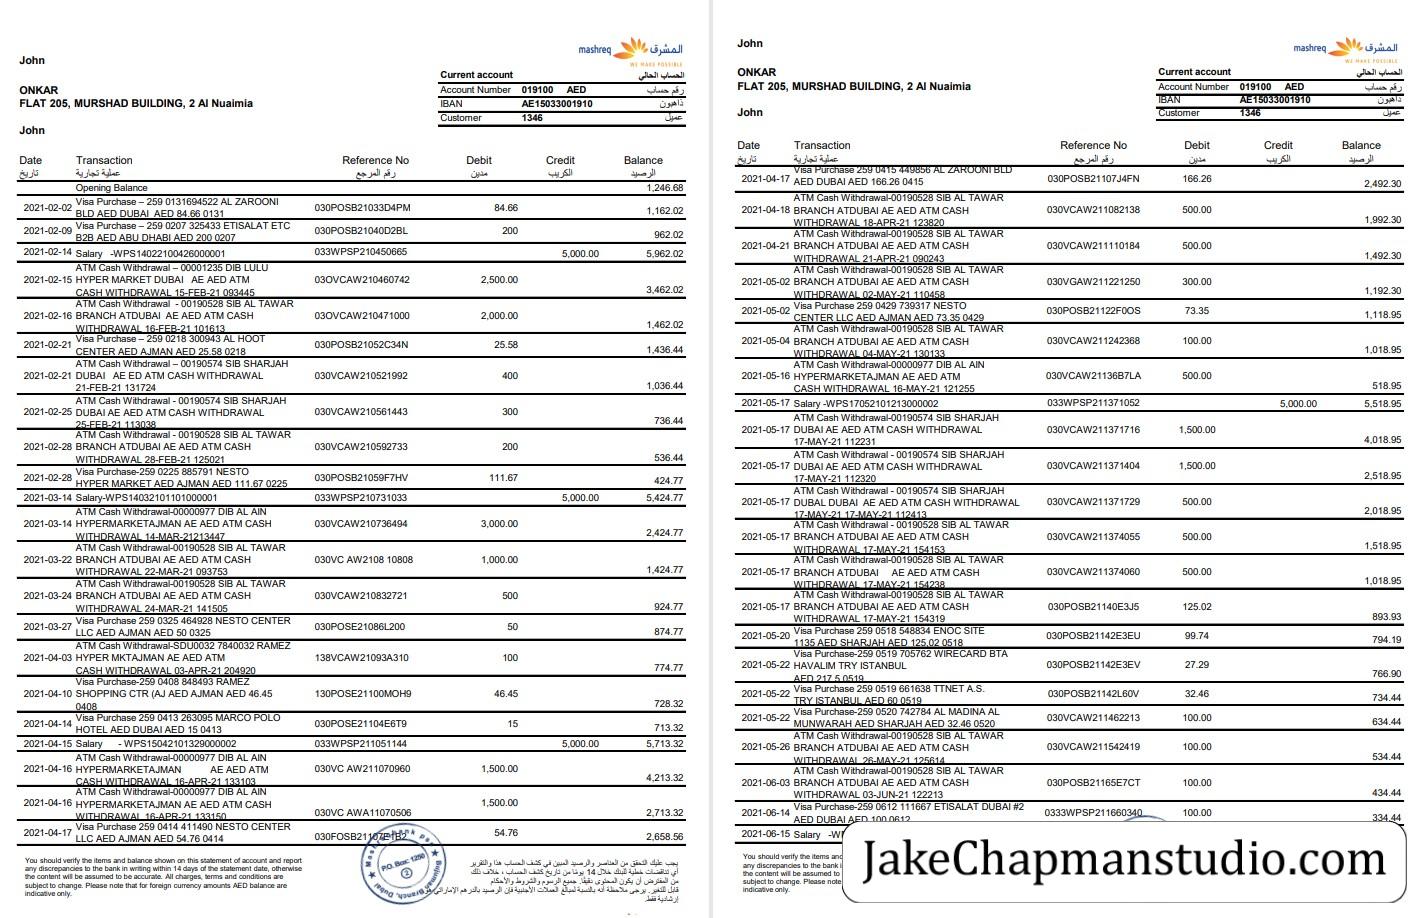 John
mashreq المشرق
WE MAKE POSSIBLE
Current account الحساب الحالي
ONKAR
Account Number 019100 AED رقم حساب
FLAT 205, MURSHAD BUILDING, 2 Al Nuaimia
IBAN AE15033001910
Customer 1346 عميل
John
Date Transaction Reference No Debit Credit Balance
تاريخ عملية تجارية رقم المرجع مدين الكريب الرصيد
Opening Balance 1,246.68
2021-02-02 Visa Purchase – 259 0131694522 AL ZAROONI
BLD AED DUBAI AED 84.66 0131 030POSB21033D4PM 84.66 1,162.02
2021-02-09 Visa Purchase – 259 0207 325433 ETISALAT ETC
B2B AED ABU DHABI AED 200 0207 030POSB21040D2BL 200 962.02
2021-02-14 Salary -WPS14022100426000001 033WPSP210450665 5,000.00 5,962.02
ATM Cash Withdrawal – 00001235 DIB LULU
2021-02-15 HYPER MARKET DUBAI AE AED ATM 03OVCAW210460742 2,500.00
CASH WITHDRAWAL 15-FEB-21 093445 3,462.02
ATM Cash Withdrawal - 00190528 SIB AL TAWAR
2021-02-16 BRANCH ATDUBAI AE AED ATM CASH 03OVCAW210471000 2,000.00
WITHDRAWAL 16-FEB-21 101613 1,462.02
2021-02-21 Visa Purchase – 259 0218 300943 AL HOOT
CENTER AED AJMAN AED 25.58 0218 030POSB21052C34N 25.58 1,436.44
ATM Cash Withdrawal – 00190574 SIB SHARJAH
2021-02-21 DUBAI AE ED ATM CASH WITHDRAWAL 030VCAW210521992 400
21-FEB-21 131724 1,036.44
ATM Cash Withdrawal - 00190574 SIB SHARJAH
2021-02-25 DUBAI AE AED ATM CASH WITHDRAWAL 030VCAW210561443 300
25-FEB-21 113038 736.44
ATM Cash Withdrawal - 00190528 SIB AL TAWAR
2021-02-28 BRANCH ATDUBAI AE AED ATM CASH 030VCAW210592733 200
WITHDRAWAL 28-FEB-21 125021 536.44
2021-02-28 Visa Purchase-259 0225 885791 NESTO
HYPER MARKET AED AJMAN AED 111.67 0225 030POSB21059F7HV 111.67 424.77
2021-03-14 Salary-WPS14032101101000001 033WPSP210731033 5,000.00 5,424.77
ATM Cash Withdrawal-00000977 DIB AL AIN
2021-03-14 HYPERMARKETAJMAN AE AED ATM CASH 030VCAW210736494 3,000.00
WITHDRAWAL 14-MAR-21213447 2,424.77
ATM Cash Withdrawal-00190528 SIB AL TAWAR
2021-03-22 BRANCH ATDUBAI AE AED ATM CASH 030VC AW2108 10808 1,000.00
WITHDRAWAL 22-MAR-21 093753 1,424.77
ATM Cash Withdrawal-00190528 SIB AL TAWAR
2021-03-24 BRANCH ATDUBAI AE AED ATM CASH 030VCAW210832721 500
WITHDRAWAL 24-MAR-21 141505 924.77
2021-03-27 Visa Purchase 259 0325 464928 NESTO CENTER
LLC AED AJMAN AED 50 0325 030POSE21086L200 50 874.77
ATM Cash Withdrawal-SDU0032 7840032 RAMEZ
2021-04-03 HYPER MKTAJMAN AE AED ATM 138VCAW21093A310 100
CASH WITHDRAWAL 03-APR-21 204920 774.77
Visa Purchase-259 0408 848493 RAMEZ
2021-04-10 SHOPPING CTR (AJ AED AJMAN AED 46.45 130POSE21100MOH9 46.45
0408 728.32
2021-04-14 Visa Purchase 259 0413 263095 MARCO POLO
HOTEL AED DUBAI AED 15 0413 030POSE21104E6T9 15 713.32
2021-04-15 Salary - WPS15042101329000002 033WPSP211051144 5,000.00 5,713.32
ATM Cash Withdrawal-00000977 DIB AL AIN
2021-04-16 HYPERMARKETAJMAN AE AED ATM 030VC AW211070960 1,500.00
CASH WITHDRAWAL 16-APR-21 133103 4,213.32
ATM Cash Withdrawal-00000977 DIB AL AIN
2021-04-16 HYPERMARKETAJMAN AE AED ATM CASH 1,500.00
WITHDRAWAL 16-APR-21 133150 030VC AWA11070506 2,713.32
2021-04-17 Visa Purchase 259 0414 411490 NESTO CENTER
LLC AED AJMAN AED 54.76 0414 54.76 2,658.56
You should verify the items and balance shown on this statement of account and report
any discrepancies to the bank in writing within 14 days of the statement date, otherwise
the content will be assumed to be accurate. All charges, terms and conditions are
subject to change. Please note that for foreign currency amounts AED balance are
indicative only.
P.O. Box: 1250
2
يجب عليك التحقق من العناصر والرصيد المبين في كشف الحساب هذا والتقرير
أي تناقضات خطية للبنك خلال 14 يومًا من تاريخ كشف الحساب ، خلاف ذلك
من المفترض أن يكون المحتوى دقيقًا. جميع الرسوم والشروط والأحكام
قابل للتغير. يرجى ملاحظة أنه بالنسبة لمبالغ العملات الأجنبية فإن الرصيد بالدرهم الإماراتي هو
إرشادية فقط.
John
mashreq المشرق
WE MAKE POSSIBLE
ONKAR
Current account الحساب الحالي
FLAT 205, MURSHAD BUILDING, 2 Al Nuaimia
Account Number 019100 AED رقم حساب
IBAN AE15033001910
John
Customer 1346 عميل
Date Transaction Reference No Debit Credit Balance
تاريخ عملية تجارية رقم المرجع مدين الكريب الرصيد
2021-04-17 Visa Purchase 259 0415 449856 AL ZAROONI BLD
AED DUBAI AED 166.26 0415 030POSB21107J4FN 166.26 2,492.30
ATM Cash Withdrawal-00190528 SIB AL TAWAR
2021-04-18 BRANCH ATDUBAI AE AED ATM CASH 030VCAW211082138 500.00
WITHDRAWAL 18-APR-21 123820 1,992.30
ATM Cash Withdrawal-00190528 SIB AL TAWAR
2021-04-21 BRANCH ATDUBAI AE AED ATM CASH 030VCAW211110184 500.00
WITHDRAWAL 21-APR-21 090243 1,492.30
ATM Cash Withdrawal-00190528 SIB AL TAWAR
2021-05-02 BRANCH ATDUBAI AE AED ATM CASH 030VGAW211221250 300.00
WITHDRAWAL 02-MAY-21 110458 1,192.30
2021-05-02 Visa Purchase 259 0429 739317 NESTO
CENTER LLC AED AJMAN AED 73.35 0429 030POSB21122F0OS 73.35 1,118.95
ATM Cash Withdrawal-00190528 SIB AL TAWAR
2021-05-04 BRANCH ATDUBAI AE AED ATM CASH 030VCAW211242368 100.00
WITHDRAWAL 04-MAY-21 130133 1,018.95
ATM Cash Withdrawal-00000977 DIB AL AIN
2021-05-16 HYPERMARKETAJMAN AE AED ATM 030VCAW21136B7LA 500.00
CASH WITHDRAWAL 16-MAY-21 121255 518.95
2021-05-17 Salary -WPS17052101213000002 033WPSP211371052 5,000.00 5,518.95
ATM Cash Withdrawal-00190574 SIB SHARJAH
2021-05-17 DUBAI AE AED ATM CASH WITHDRAWAL 030VCAW211371716 1,500.00
17-MAY-21 112231 4,018.95
ATM Cash Withdrawal-00190574 SIB SHARJAH
2021-05-17 DUBAI AE AED ATM CASH WITHDRAWAL 030VCAW211371404 1,500.00
17-MAY-21 112320 2,518.95
ATM Cash Withdrawal - 00190574 SIB SHARJAH
2021-05-17 DUBAL DUBAI AE AED ATM CASH WITHDRAWAL 030VCAW211371729 500.00
17-MAY-21 17-MAY-21 112413 2,018.95
ATM Cash Withdrawal - 00190528 SIB AL TAWAR
2021-05-17 BRANCH ATDUBAI AE AED ATM CASH 030VCAW211374055 500.00
WITHDRAWAL 17-MAY-21 154153 1,518.95
ATM Cash Withdrawal-00190528 SIB AL TAWAR
2021-05-17 BRANCH ATDUBAI AE AED ATM CASH 030VCAW211374060 500.00
WITHDRAWAL 17-MAY-21 154238 1,018.95
ATM Cash Withdrawal-00190528 SIB AL TAWAR
2021-05-17 BRANCH ATDUBAI AE AED ATM CASH 030POSB21140E3J5 125.02
WITHDRAWAL 17-MAY-21 154319 893.93
2021-05-20 Visa Purchase 259 0518 548834 ENOC SITE
1135 AED SHARJAH AED 125.02 0518 030POSB21142E3EU 99.74 794.19
Visa Purchase-259 0519 705762 WIRECARD BTA
2021-05-22 HAVALIM TRY ISTANBUL 030POSB21142E3EV 27.29
AED 217.5 0519 766.90
2021-05-22 Visa Purchase 259 0519 661638 TTNET A.S.
TRY ISTANBUL AED 60 0519 030POSB21142L60V 32.46 734.44
2021-05-22 Visa Purchase-259 0520 742784 AL MADINA AL
MUNWARAH AED SHARJAH AED 32.46 0520 030VCAW211462213 100.00 634.44
ATM Cash Withdrawal-00190528 SIB AL TAWAR
2021-05-26 BRANCH ATDUBAI AE AED ATM CASH 030VCAW211542419 100.00
WITHDRAWAL 26-MAY-21 125614 534.44
ATM Cash Withdrawal-00190528 SIB AL TAWAR
2021-06-03 BRANCH ATDUBAI AE AED ATM CASH 030POSB21165E7CT 100.00
WITHDRAWAL 03-JUN-21 122213 434.44
2021-06-14 Visa Purchase-259 0612 111667 ETISALAT DUBAI #2
AED DUBAI AED 100 0612 0333WPSP211660340 100.00 334.44
2021-06-15 Salary
You should verify the items and
any discrepancies to the bank i
the content will be assumed to
subject to change. Please note
indicative only.
JakeChapmanstudio.com